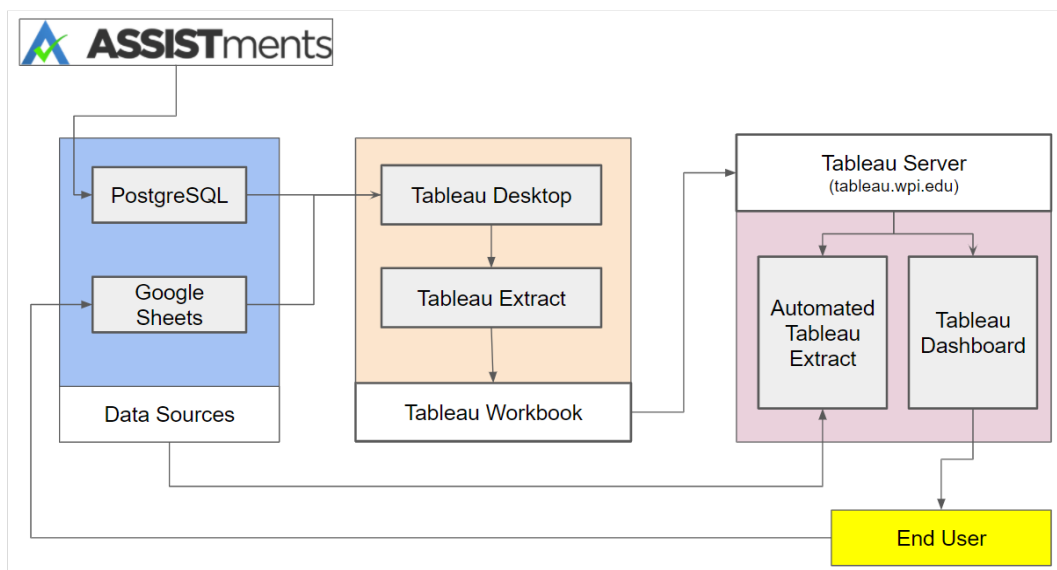 ASSISTments
PostgreSQL
Google
Sheets
Data Sources
Tableau Desktop
Tableau Extract
Tableau Workbook
Tableau Server
(tableau.wpi.edu)
Automated
Tableau
Extract
Tableau
Dashboard
End User